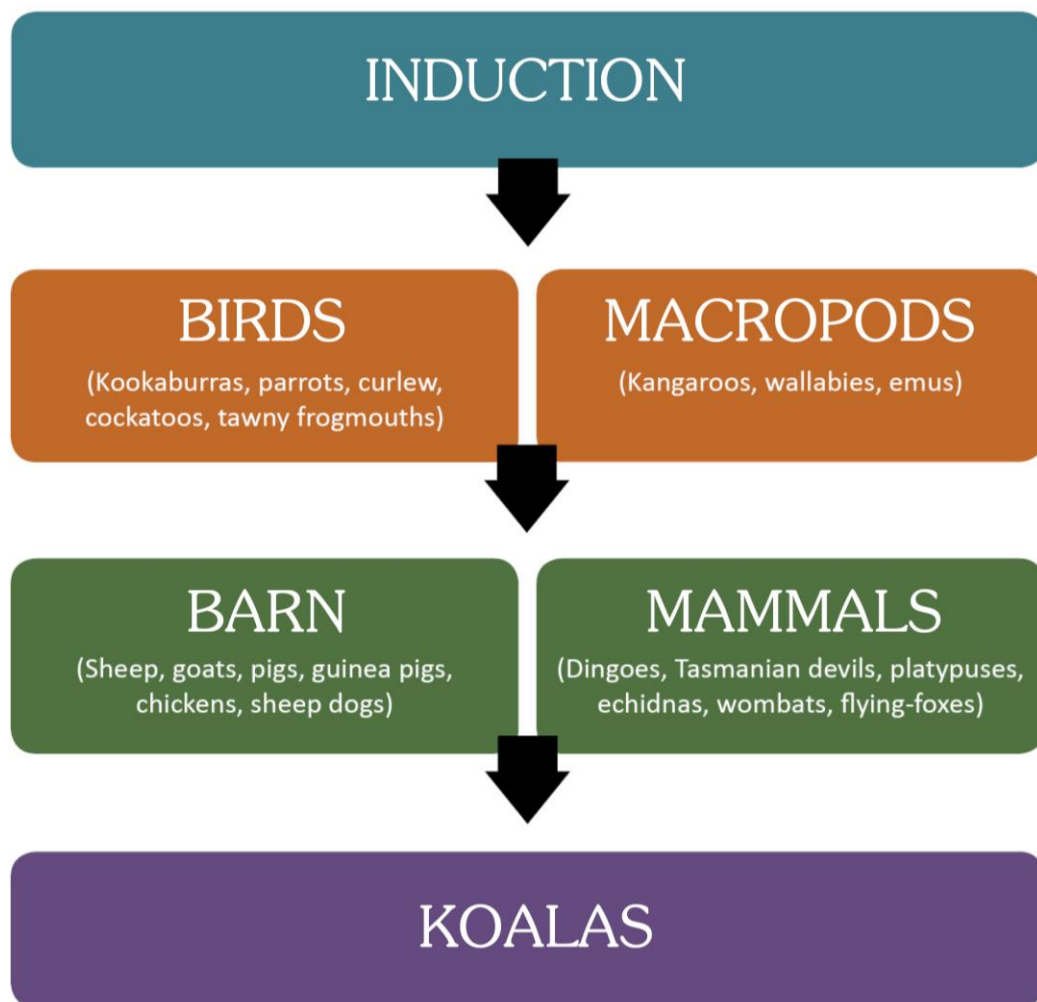 INDUCTION
BIRDS
(Kookaburras, parrots, curlew,
cockatoos, tawny frogmouths)
MACROPODS
(Kangaroos, wallabies, emus)
BARN
(Sheep, goats, pigs, guinea pigs,
chickens, sheep dogs)
MAMMALS
(Dingoes, Tasmanian devils, platypuses,
echidnas, wombats, flying-foxes)
KOALAS